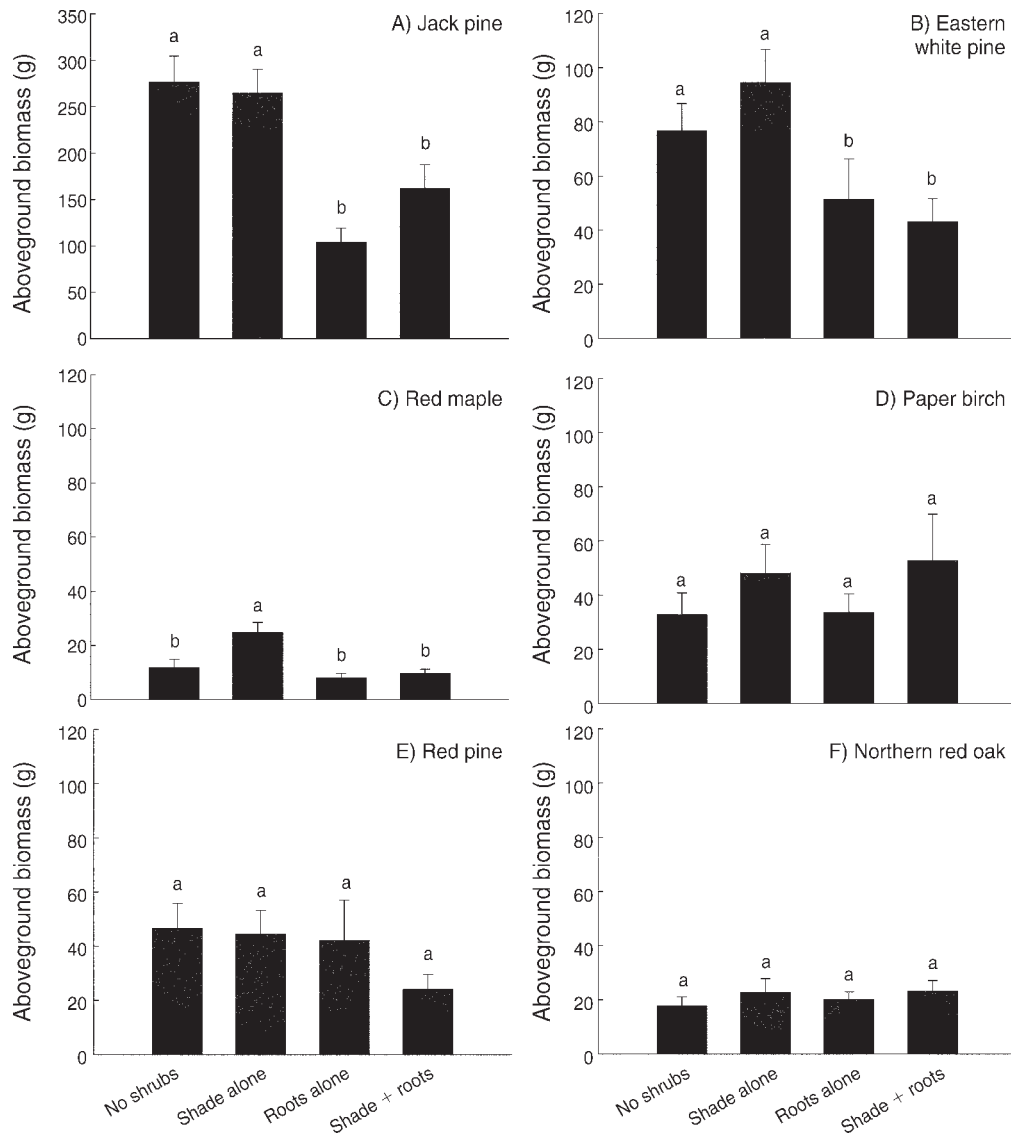 A) Jack pine
Aboveground biomass (g)
350
300
250
200
150
100
50
0
a
a
b
b
B) Eastern
white pine
Aboveground biomass (g)
120
100
80
60
40
20
0
a
a
b
b
C) Red maple
Aboveground biomass (g)
120
100
80
60
40
20
0
b
a
b
b
D) Paper birch
Aboveground biomass (g)
120
100
80
60
40
20
0
a
a
a
a
E) Red pine
Aboveground biomass (g)
120
100
80
60
40
20
0
a
a
a
a
No shrubs
Shade alone
Roots alone
Shade + roots
F) Northern red oak
Aboveground biomass (g)
120
100
80
60
40
20
0
a
a
a
a
No shrubs
Shade alone
Roots alone
Shade + roots